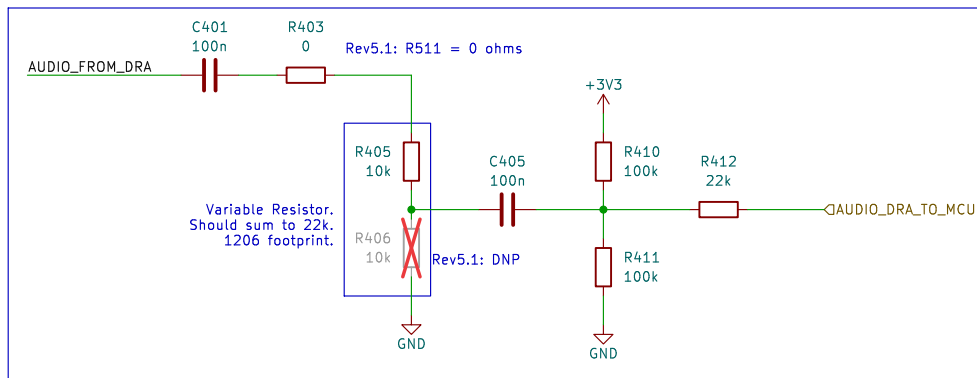 C401
100n
R403
0
Rev5.1: R511 = 0 ohms
AUDIO_FROM_DRA
+3V3
R405
10k
C405
100n
R410
100k
R412
22k
Variable Resistor.
Should sum to 22k.
1206 footprint.
AUDIO_DRA_TO_MCU
R406
10k
Rev5.1: DNP
R411
100k
GND
GND